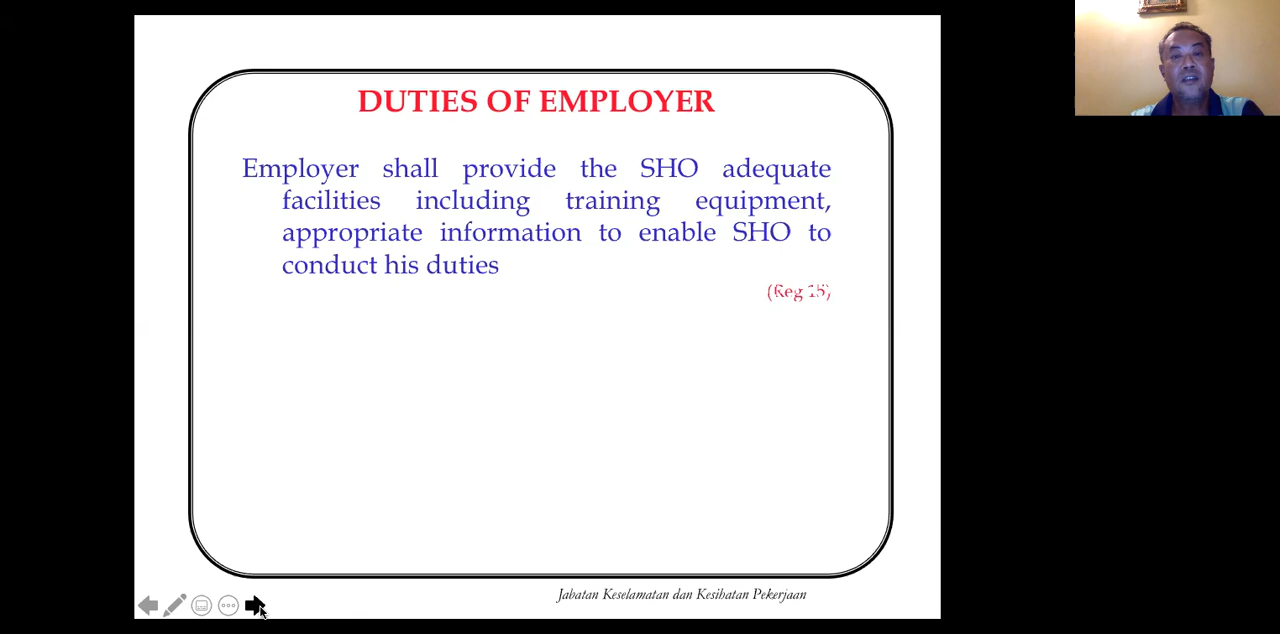 DUTIES OF EMPLOYER
Employer shall provide the SHO adequate
facilities including training equipment,
appropriate information to enable SHO to
conduct his duties
(Reg 15)
Jabatan Keselamatan dan Kesihatan Pekerjaan